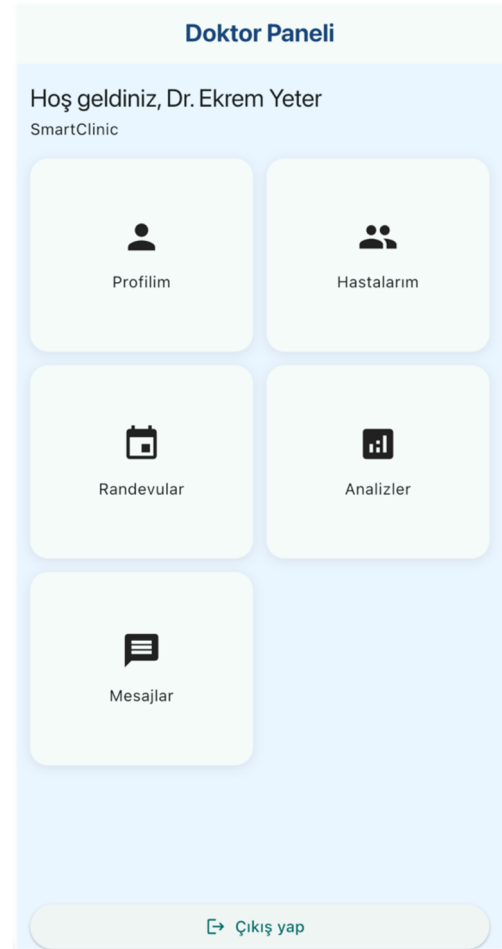 Doktor Paneli
Hoş geldiniz, Dr. Ekrem Yeter
SmartClinic
Profilim
Hastalarım
Randevular
Analizler
Mesajlar
Çıkış yap